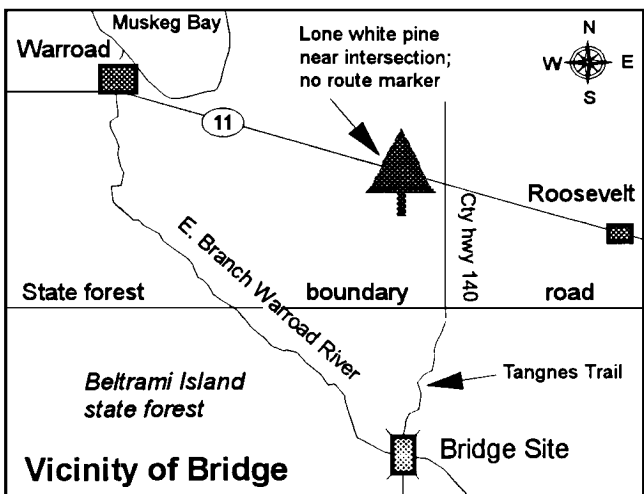 Muskeg Bay
Warroad
Lone white pine
near intersection;
no route marker
N
W E
S
11
Roosevelt
Cty hwy 140
E. Branch Warroad River
State forest boundary road
Beltrami Island
state forest
Tangnes Trail
Bridge Site
Vicinity of Bridge